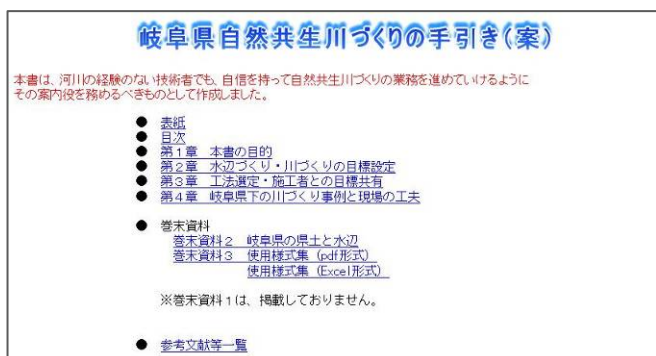 岐阜県自然共生川づくりの手引き(案)
本書は、河川の経験のない技術者でも、自信を持って自然共生川づくりの業務を進めていけるように
その案内役を務めるべきものとして作成しました。
● 表紙
● 目次
● 第1章 本書の目的
● 第2章 水辺づくり・川づくりの目標設定
● 第3章 工法選定・施工者との目標共有
● 第4章 岐阜県下の川づくり事例と現場の工夫
● 巻末資料
巻末資料2 岐阜県の県土と水辺
巻末資料3 使用様式集(pdf形式)
使用様式集(Excel形式)
※巻末資料1は、掲載しておりません。
● 参考文献等一覧